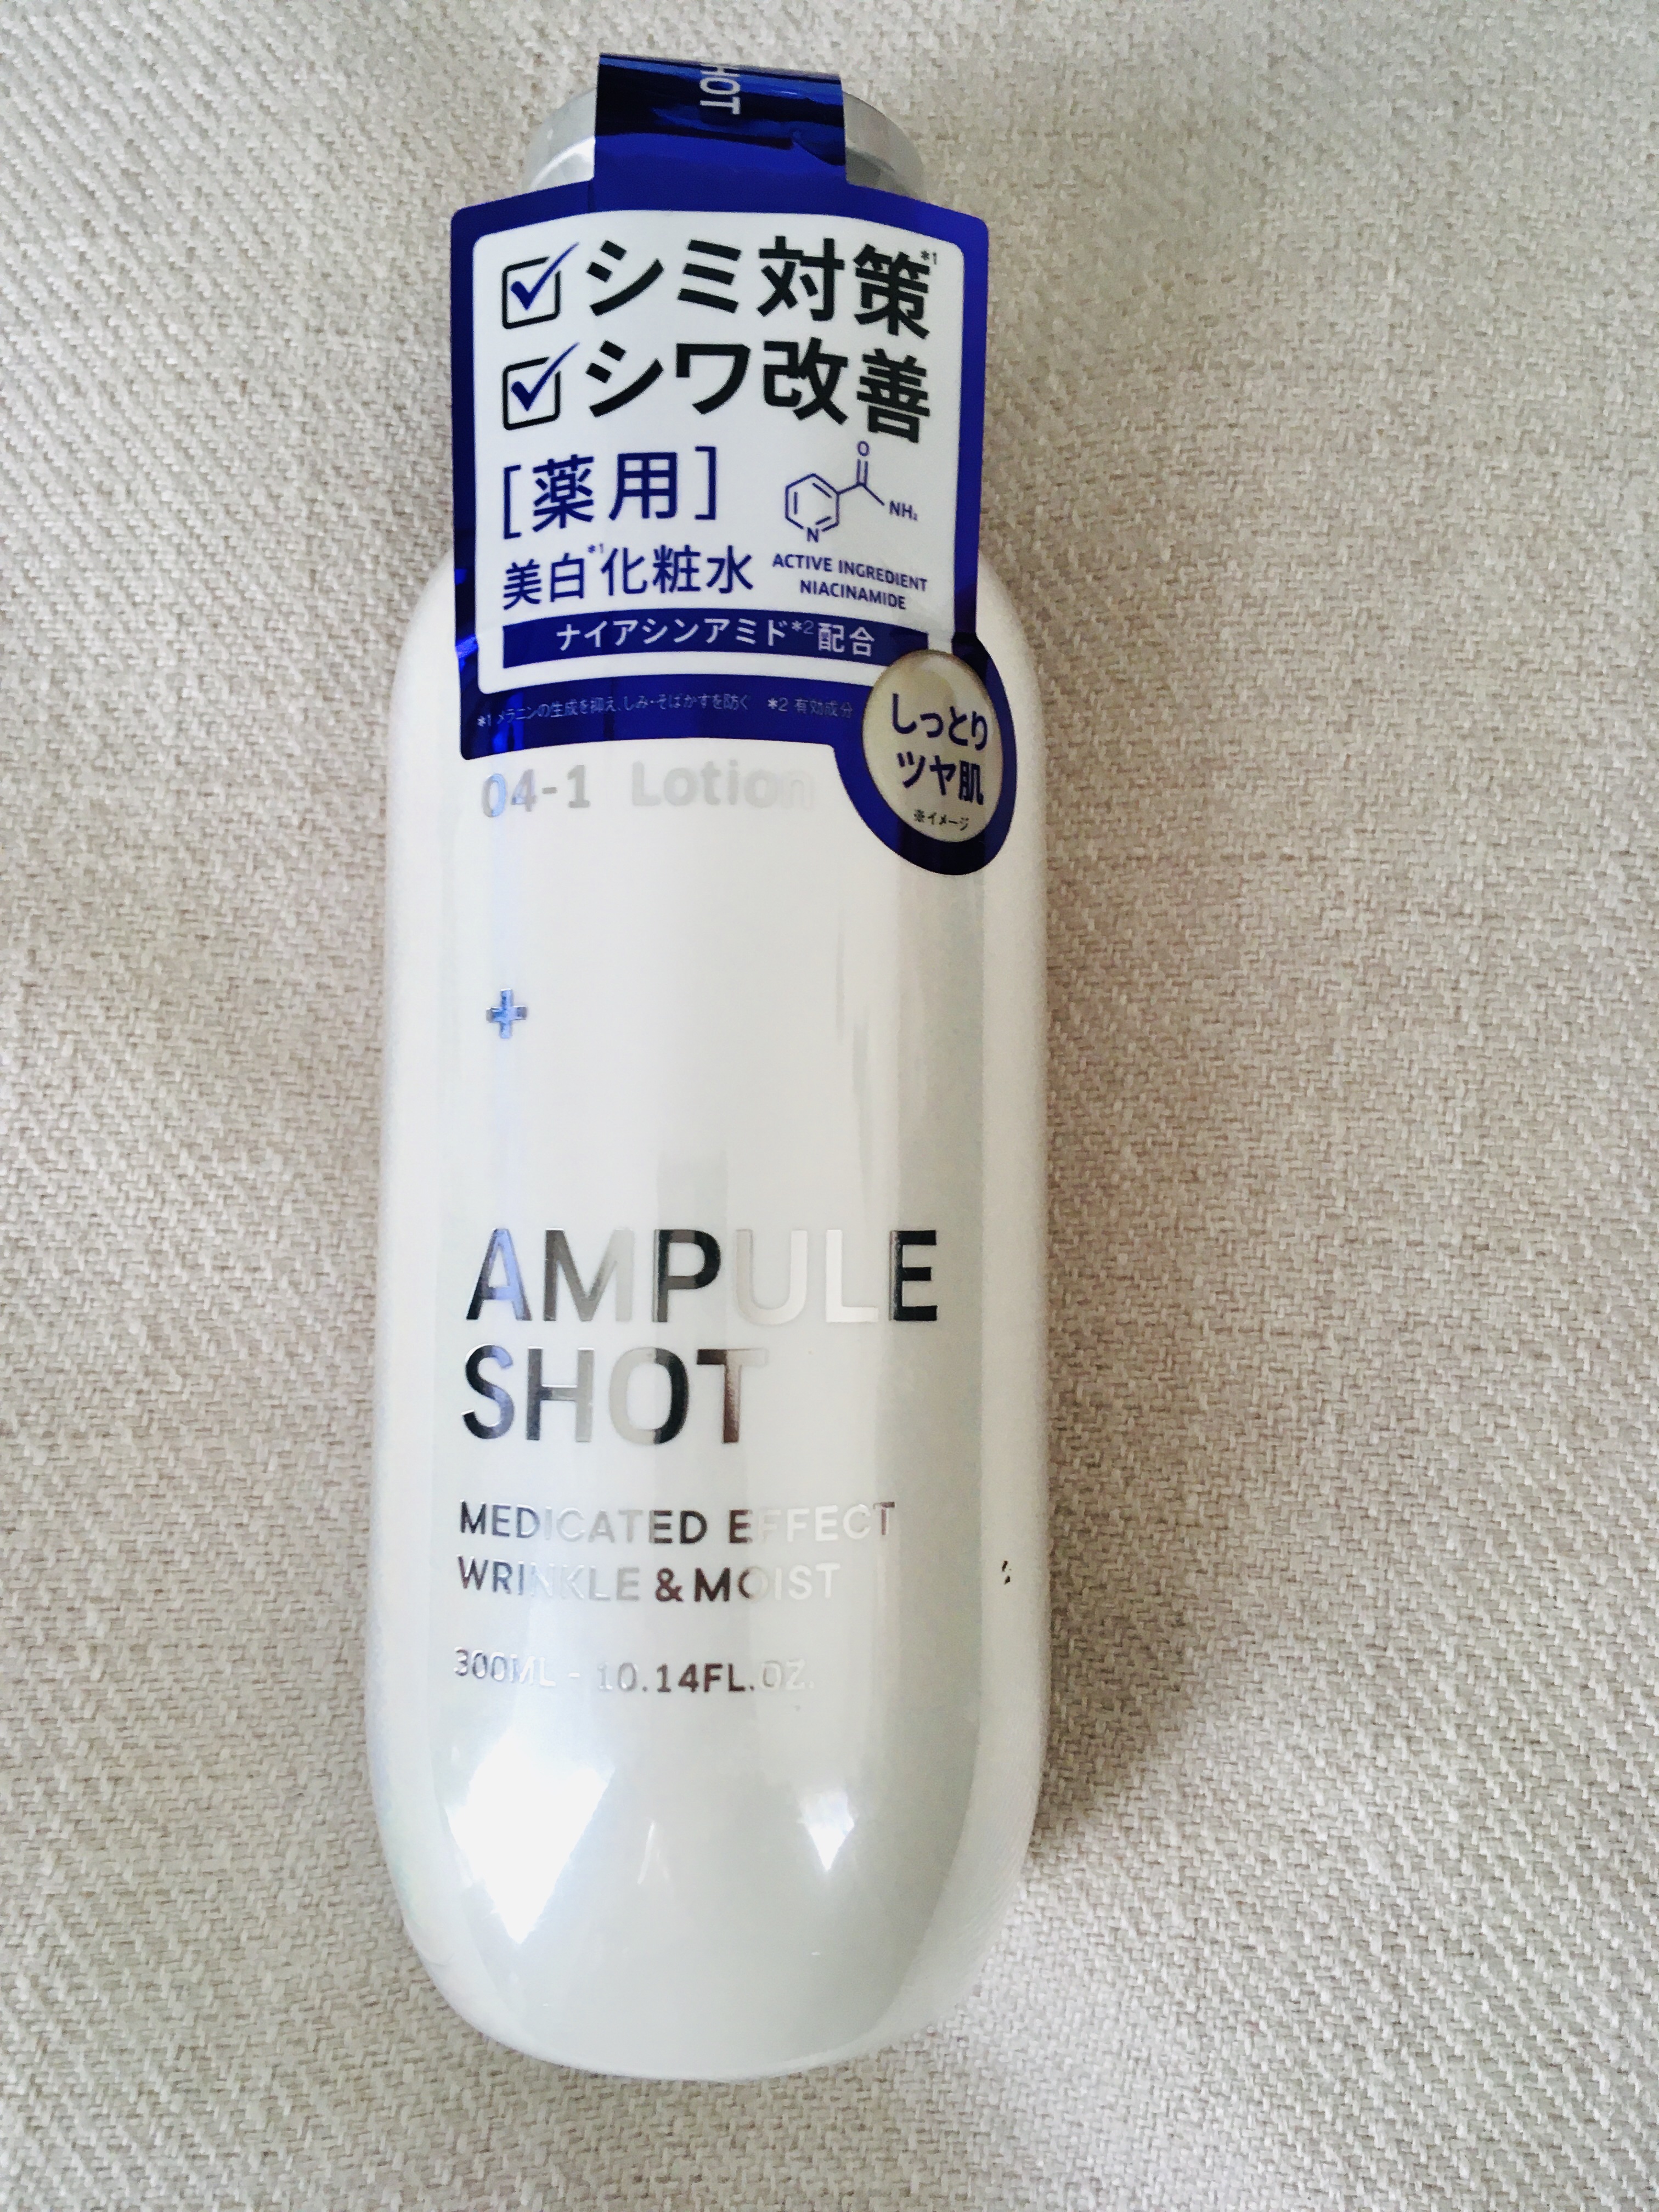 HOT
シミ対策*1
シワ改善
[薬用]
美白*1化粧水
O
NH₂
N
ACTIVE INGREDIENT
NIACINAMIDE
ナイアシンアミド*2配合
*1 メラニンの生成を抑え、しみ・そばかすを防ぐ *2 有効成分
しっとり
ツヤ肌
※イメージ
04-1 Lotion
+
AMPULE
SHOT
MEDICATED EFFECT
WRINKLE & MOIST
300ML - 10.14FL.OZ.